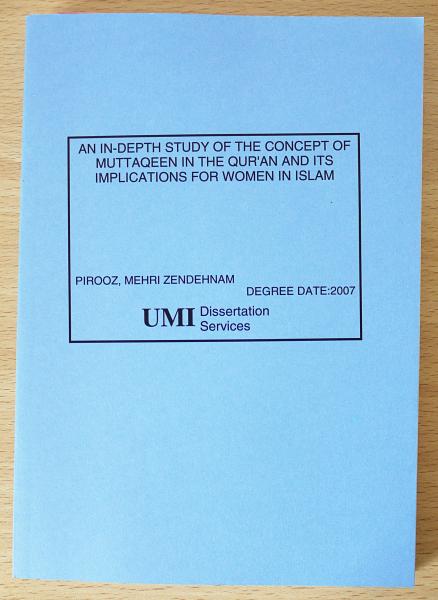 AN IN-DEPTH STUDY OF THE CONCEPT OF
MUTTAQEEN IN THE QUR'AN AND ITS
IMPLICATIONS FOR WOMEN IN ISLAM
PIROOZ, MEHRI ZENDEHNAM
DEGREE DATE:2007
UMI Dissertation
Services